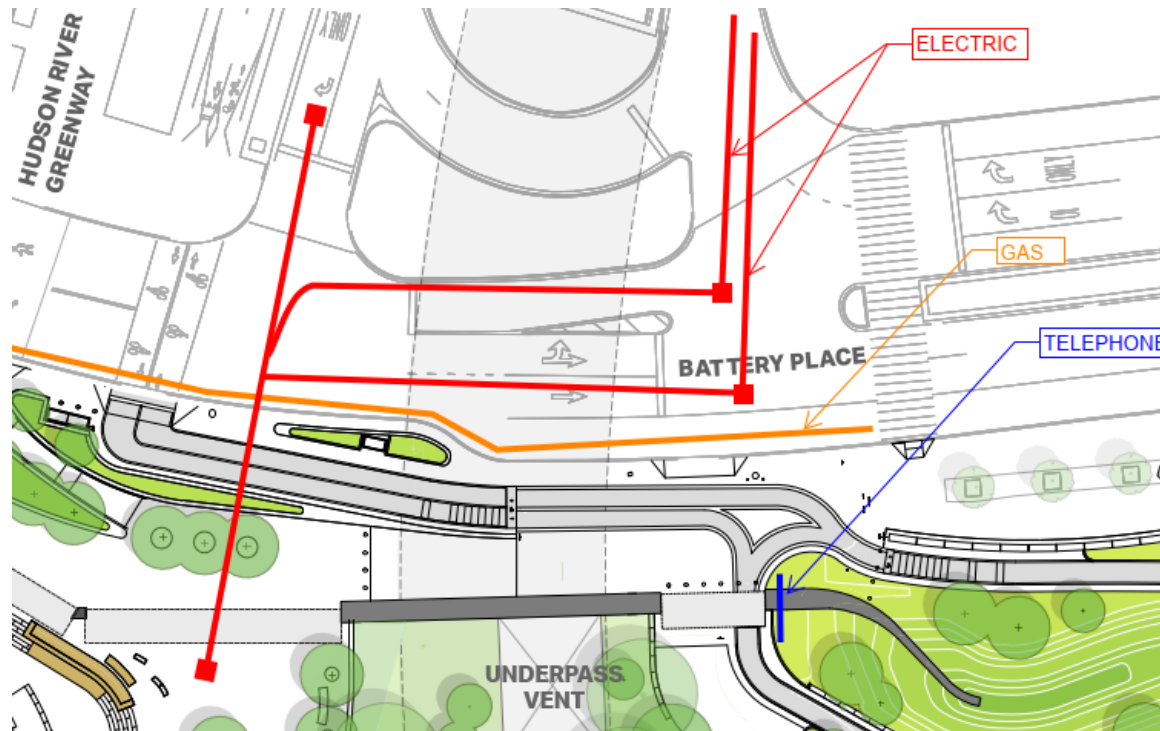 HUDSON RIVER
GREENWAY
ELECTRIC
GAS
TELEPHONE
BATTERY PLACE
UNDERPASS
VENT